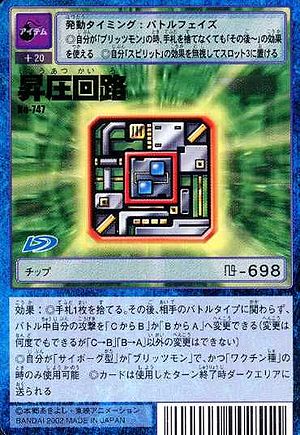 発動タイミング：バトルフェイズ
アイテム
+20
◎自分が「ブリッツモン」の時、手札を捨てなくても「その後〜」の効果
を使える ◎自分「スピリット」の効果を無視してスロット3に置ける
しょうあつかいろ
昇圧回路
チップ
-698
効果：◎手札1枚を捨てる。その後、相手のバトルタイプに関わらず、
バトル中自分の攻撃を「CからB」か「BからA」へ変更できる(変更は
何度でもできるが「C→B」「B→A」以外の変更はできない)
◎自分が「サイボーグ型」か「ブリッツモン」で、かつ「ワクチン種」の
時のみ使用可能 ◎カードは使用したターン終了時ダークエリアに
送られる
©本郷あきよし・東映アニメーション
BANDAI 2002 MADE IN JAPAN